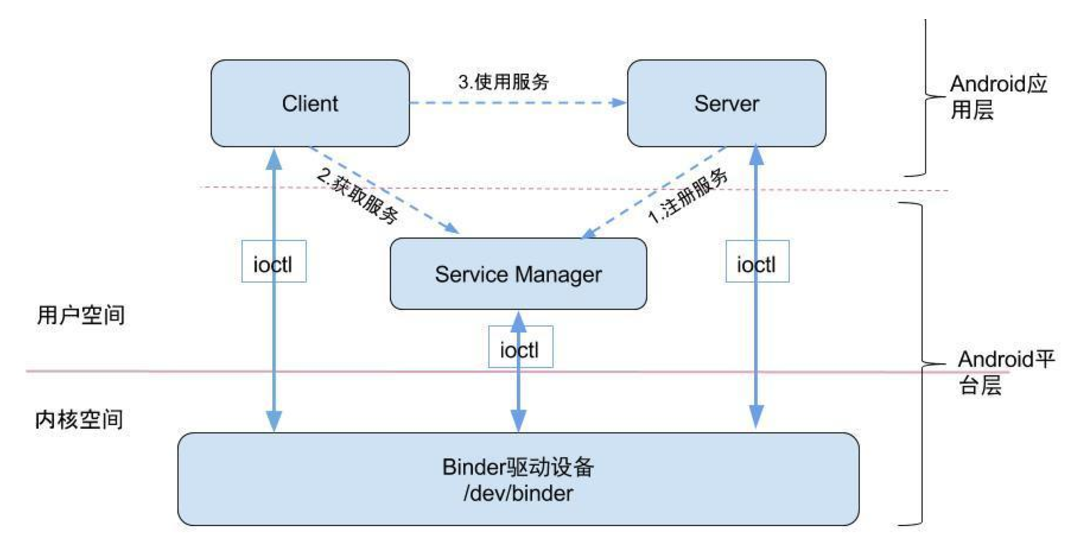 Client
3.使用服务
Server
Android应
用层
2.获取服务
1.注册服务
ioctl
Service Manager
ioctl
用户空间
ioctl
Android平
台层
内核空间
Binder驱动设备
/dev/binder